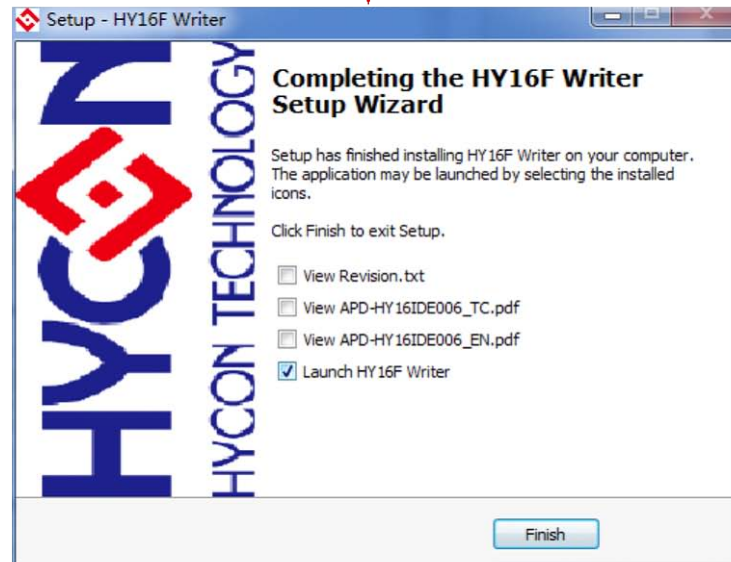 Setup - HY16F Writer
HYCON
HYCON TECHNOLOGY
Completing the HY16F Writer
Setup Wizard
Setup has finished installing HY16F Writer on your computer.
The application may be launched by selecting the installed
icons.
Click Finish to exit Setup.
View Revision.txt
View APD-HY16IDE006_TC.pdf
View APD-HY16IDE006_EN.pdf
Launch HY16F Writer
Finish